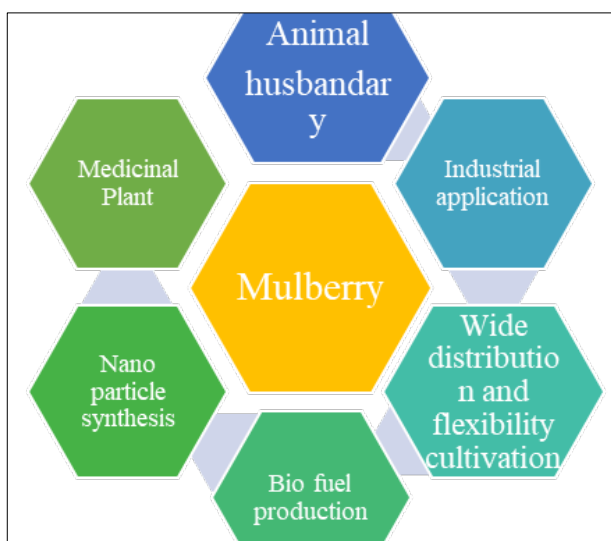 Animal
husbandar
y
Medicinal
Plant
Industrial
application
Mulberry
Nano
particle
synthesis
Wide
distributio
n and
flexibility
cultivation
Bio fuel
production